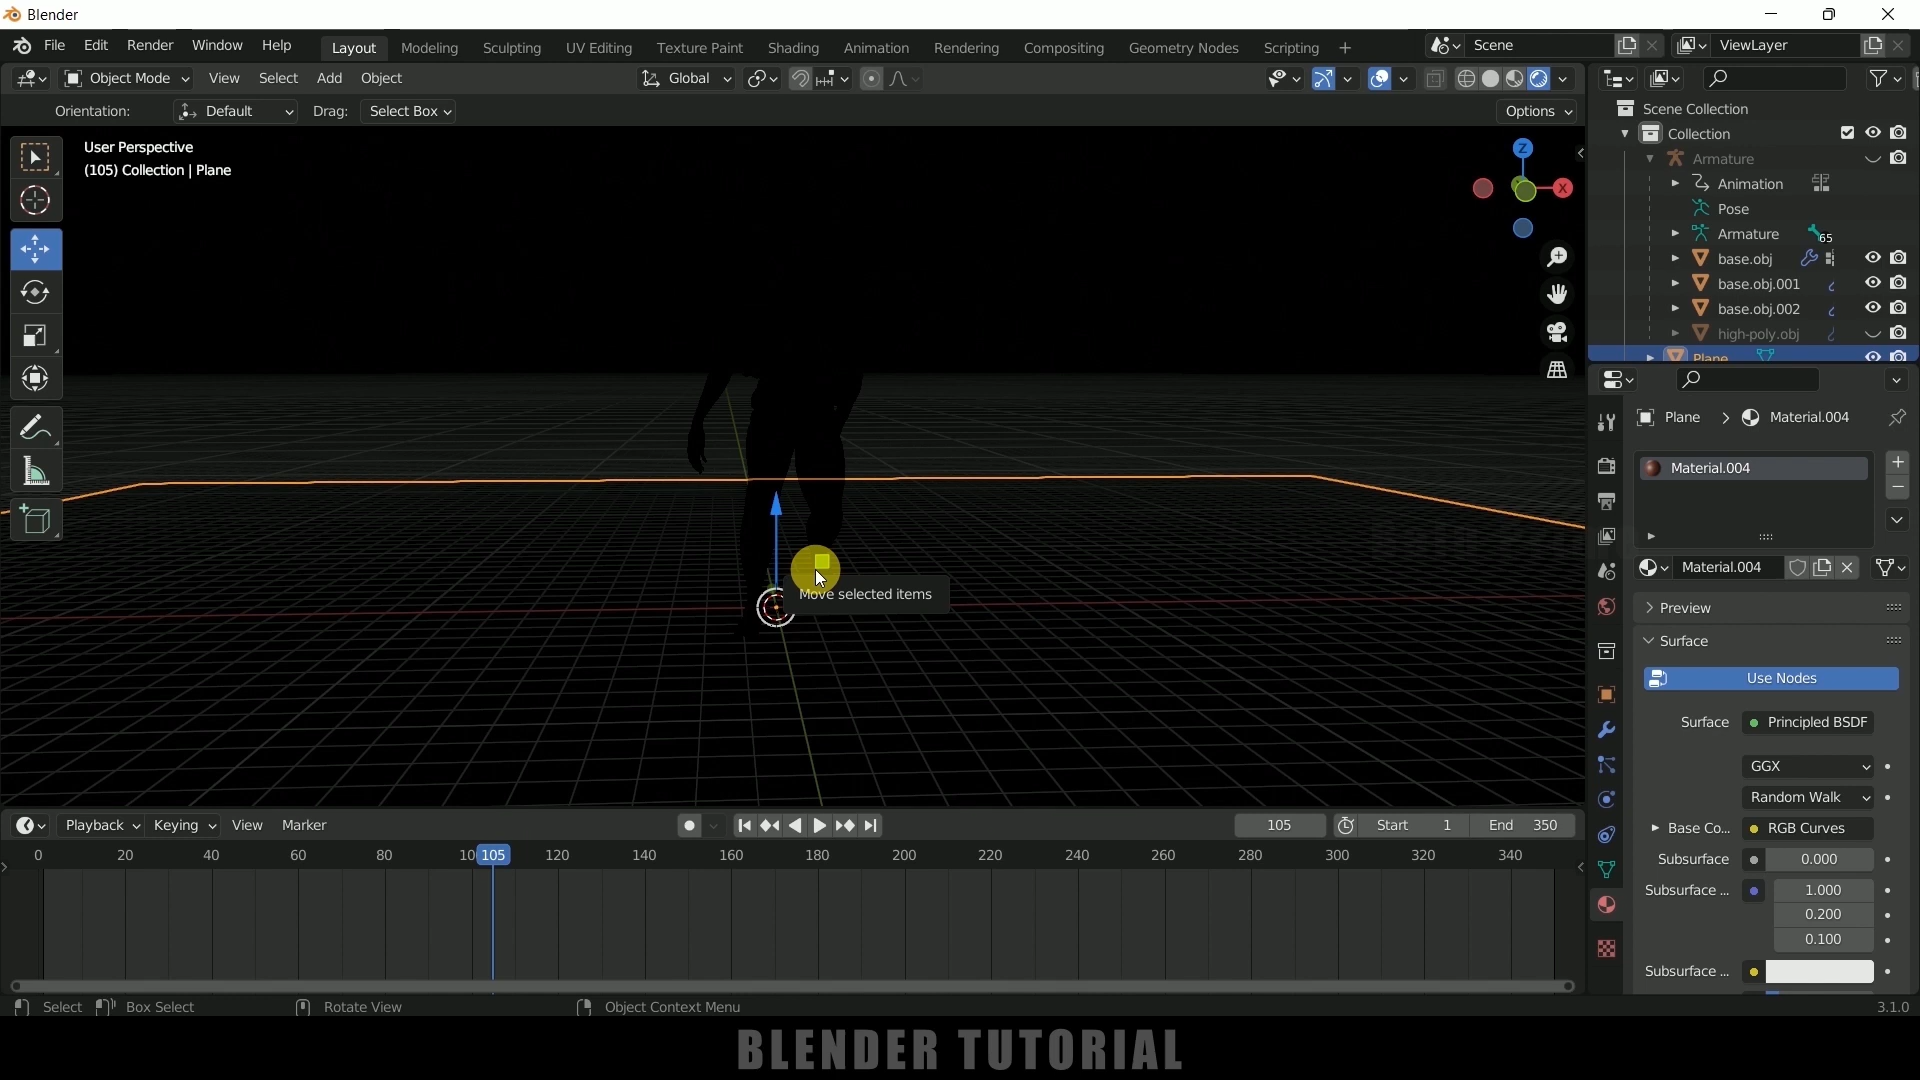 Blender
File Edit Render Window Help Layout Modeling Sculpting UV Editing Texture Paint Shading Animation Rendering Compositing Geometry Nodes Scripting + Scene ViewLayer
Object Mode View Select Add Object Global
Orientation: Default Drag: Select Box Options
User Perspective
(105) Collection | Plane
Z
X
Move selected items
Scene Collection
Collection
Armature
Animation
Pose
Armature 65
base.obj
base.obj.001
base.obj.002
high-poly.obj
Plane
Plane > Material.004
Material.004
Material.004
Preview
Surface
Use Nodes
Surface Principled BSDF
GGX
Random Walk
Base Co... RGB Curves
Subsurface 0.000
Subsurface ... 1.000
0.200
0.100
Subsurface ...
Playback Keying View Marker 105 Start 1 End 350
0 20 40 60 80 10 105 120 140 160 180 200 220 240 260 280 300 320 340
Select Box Select Rotate View Object Context Menu 3.1.0
BLENDER TUTORIAL